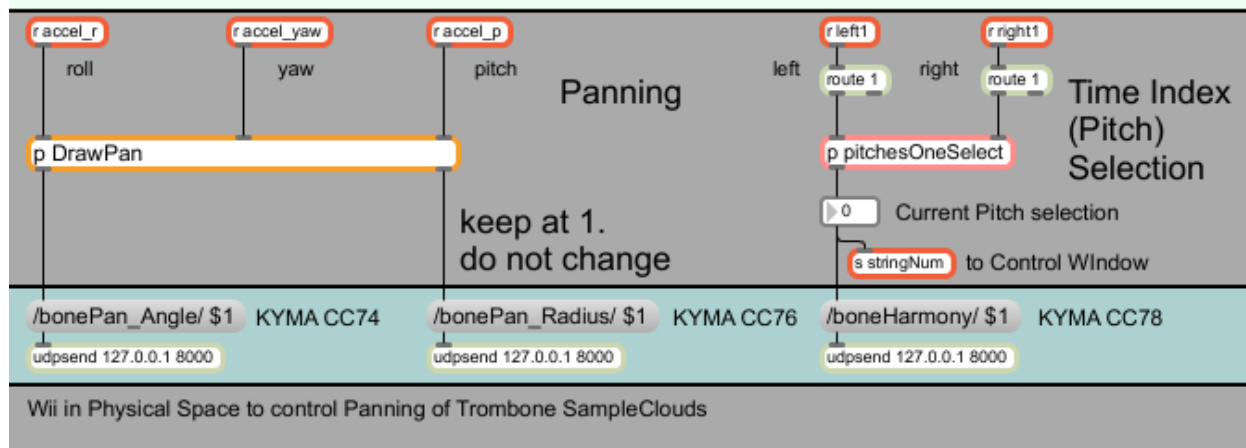 r accel_r
r accel_yaw
r accel_p
r left1
r right1
roll
yaw
pitch
left
route 1
right
route 1
Panning
Time Index
(Pitch)
Selection
p DrawPan
p pitchesOneSelect
0
Current Pitch selection
keep at 1.
do not change
s stringNum
to Control WIndow
/bonePan_Angle/ $1
KYMA CC74
/bonePan_Radius/ $1
KYMA CC76
/boneHarmony/ $1
KYMA CC78
udpsend 127.0.0.1 8000
udpsend 127.0.0.1 8000
udpsend 127.0.0.1 8000
Wii in Physical Space to control Panning of Trombone SampleClouds